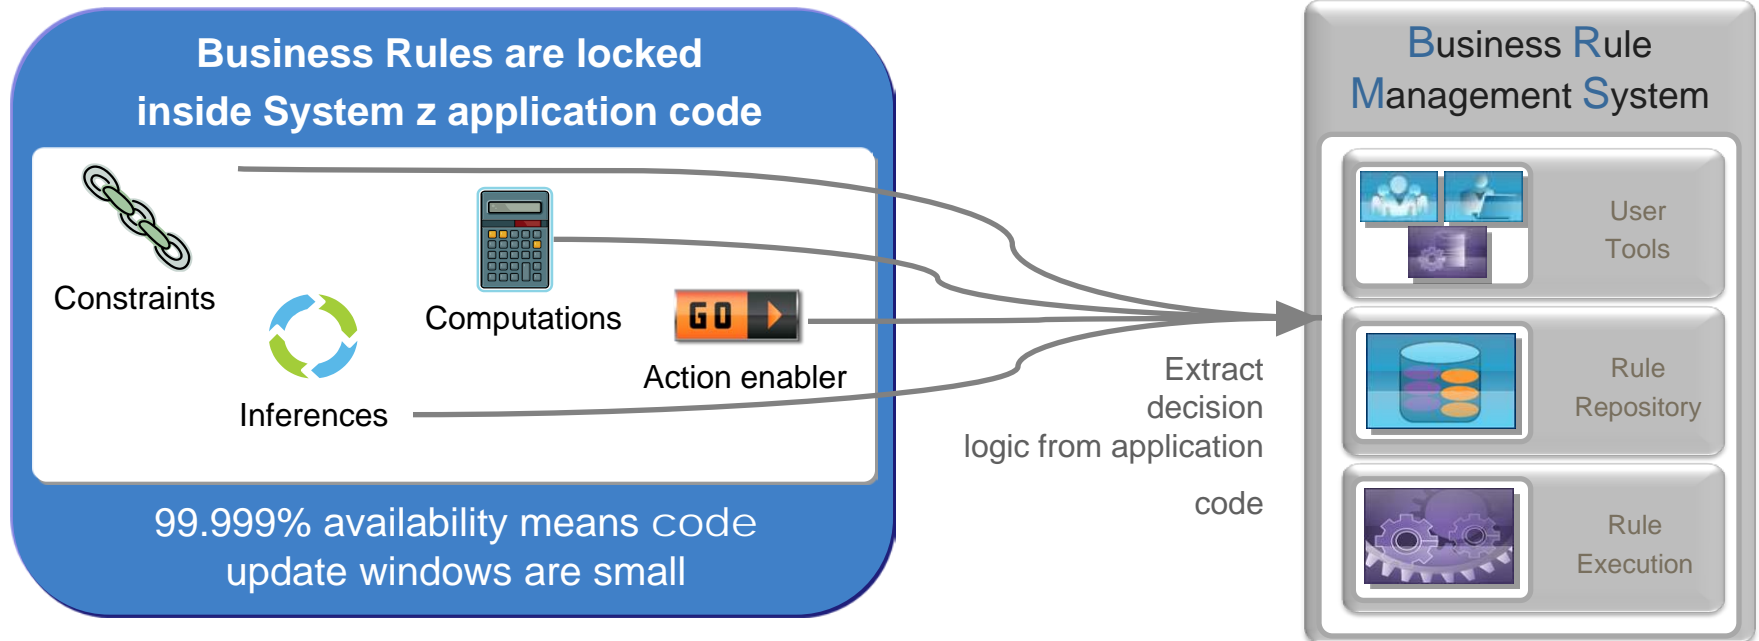 Business Rules are locked
inside System z application code
Constraints
Computations
GO
Action enabler
Inferences
99.999% availability means code
update windows are small
Extract
decision
logic from application
code
Business Rule
Management System
User
Tools
Rule
Repository
Rule
Execution